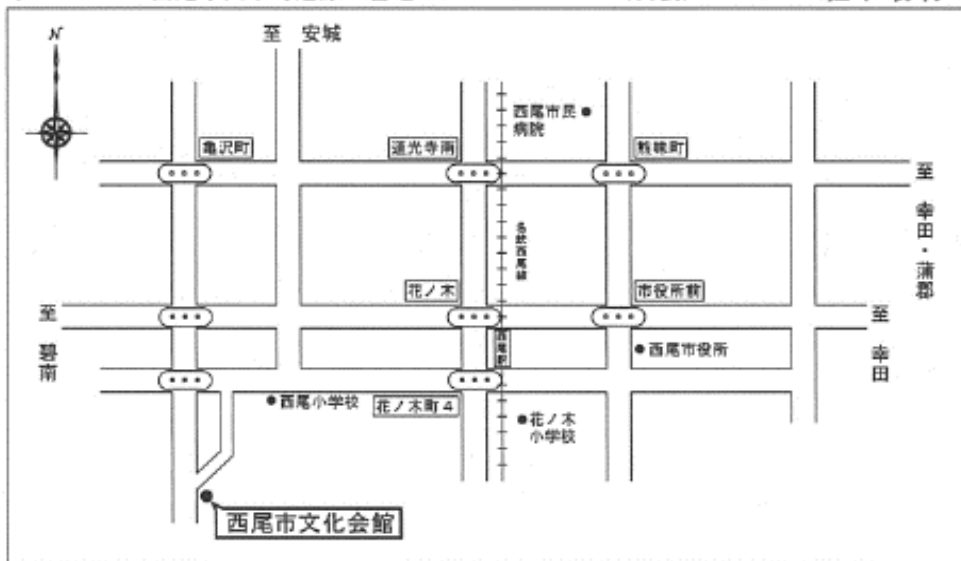 N
至 安城
西尾市民
病院
亀沢町
道光寺南
熊味町
至 幸田・蒲郡
名鉄西尾線
花ノ木
市役所前
至 碧南
至 幸田
西尾駅
西尾市役所
西尾小学校
花ノ木町4
花ノ木
小学校
西尾市文化会館